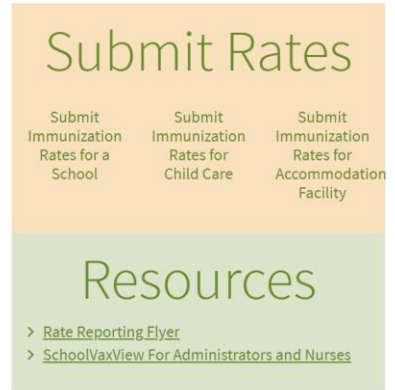 Submit Rates
Submit
Immunization
Rates for a
School
Submit
Immunization
Rates for
Child Care
Submit
Immunization
Rates for
Accommodation
Facility
Resources
> Rate Reporting Flyer
> SchoolVaxView For Administrators and Nurses